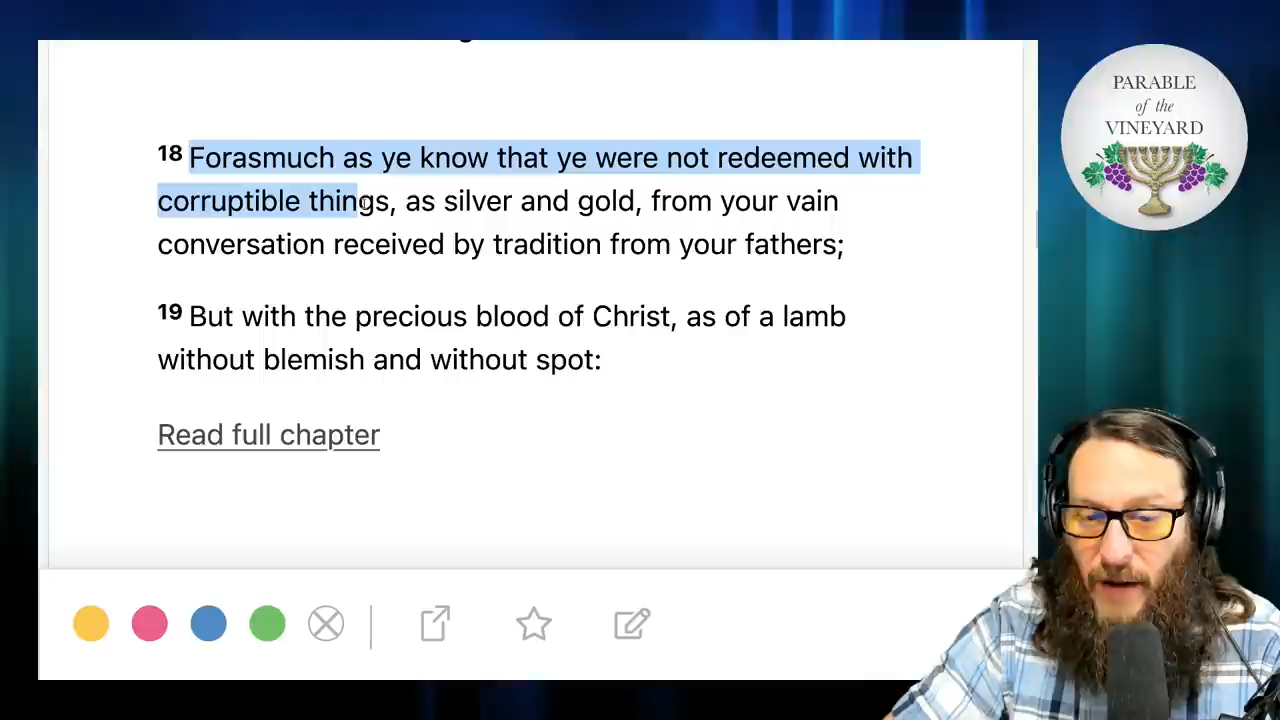 18 Forasmuch as ye know that ye were not redeemed with
corruptible things, as silver and gold, from your vain
conversation received by tradition from your fathers;
19 But with the precious blood of Christ, as of a lamb
without blemish and without spot:
Read full chapter
PARABLE
of the
VINEYARD